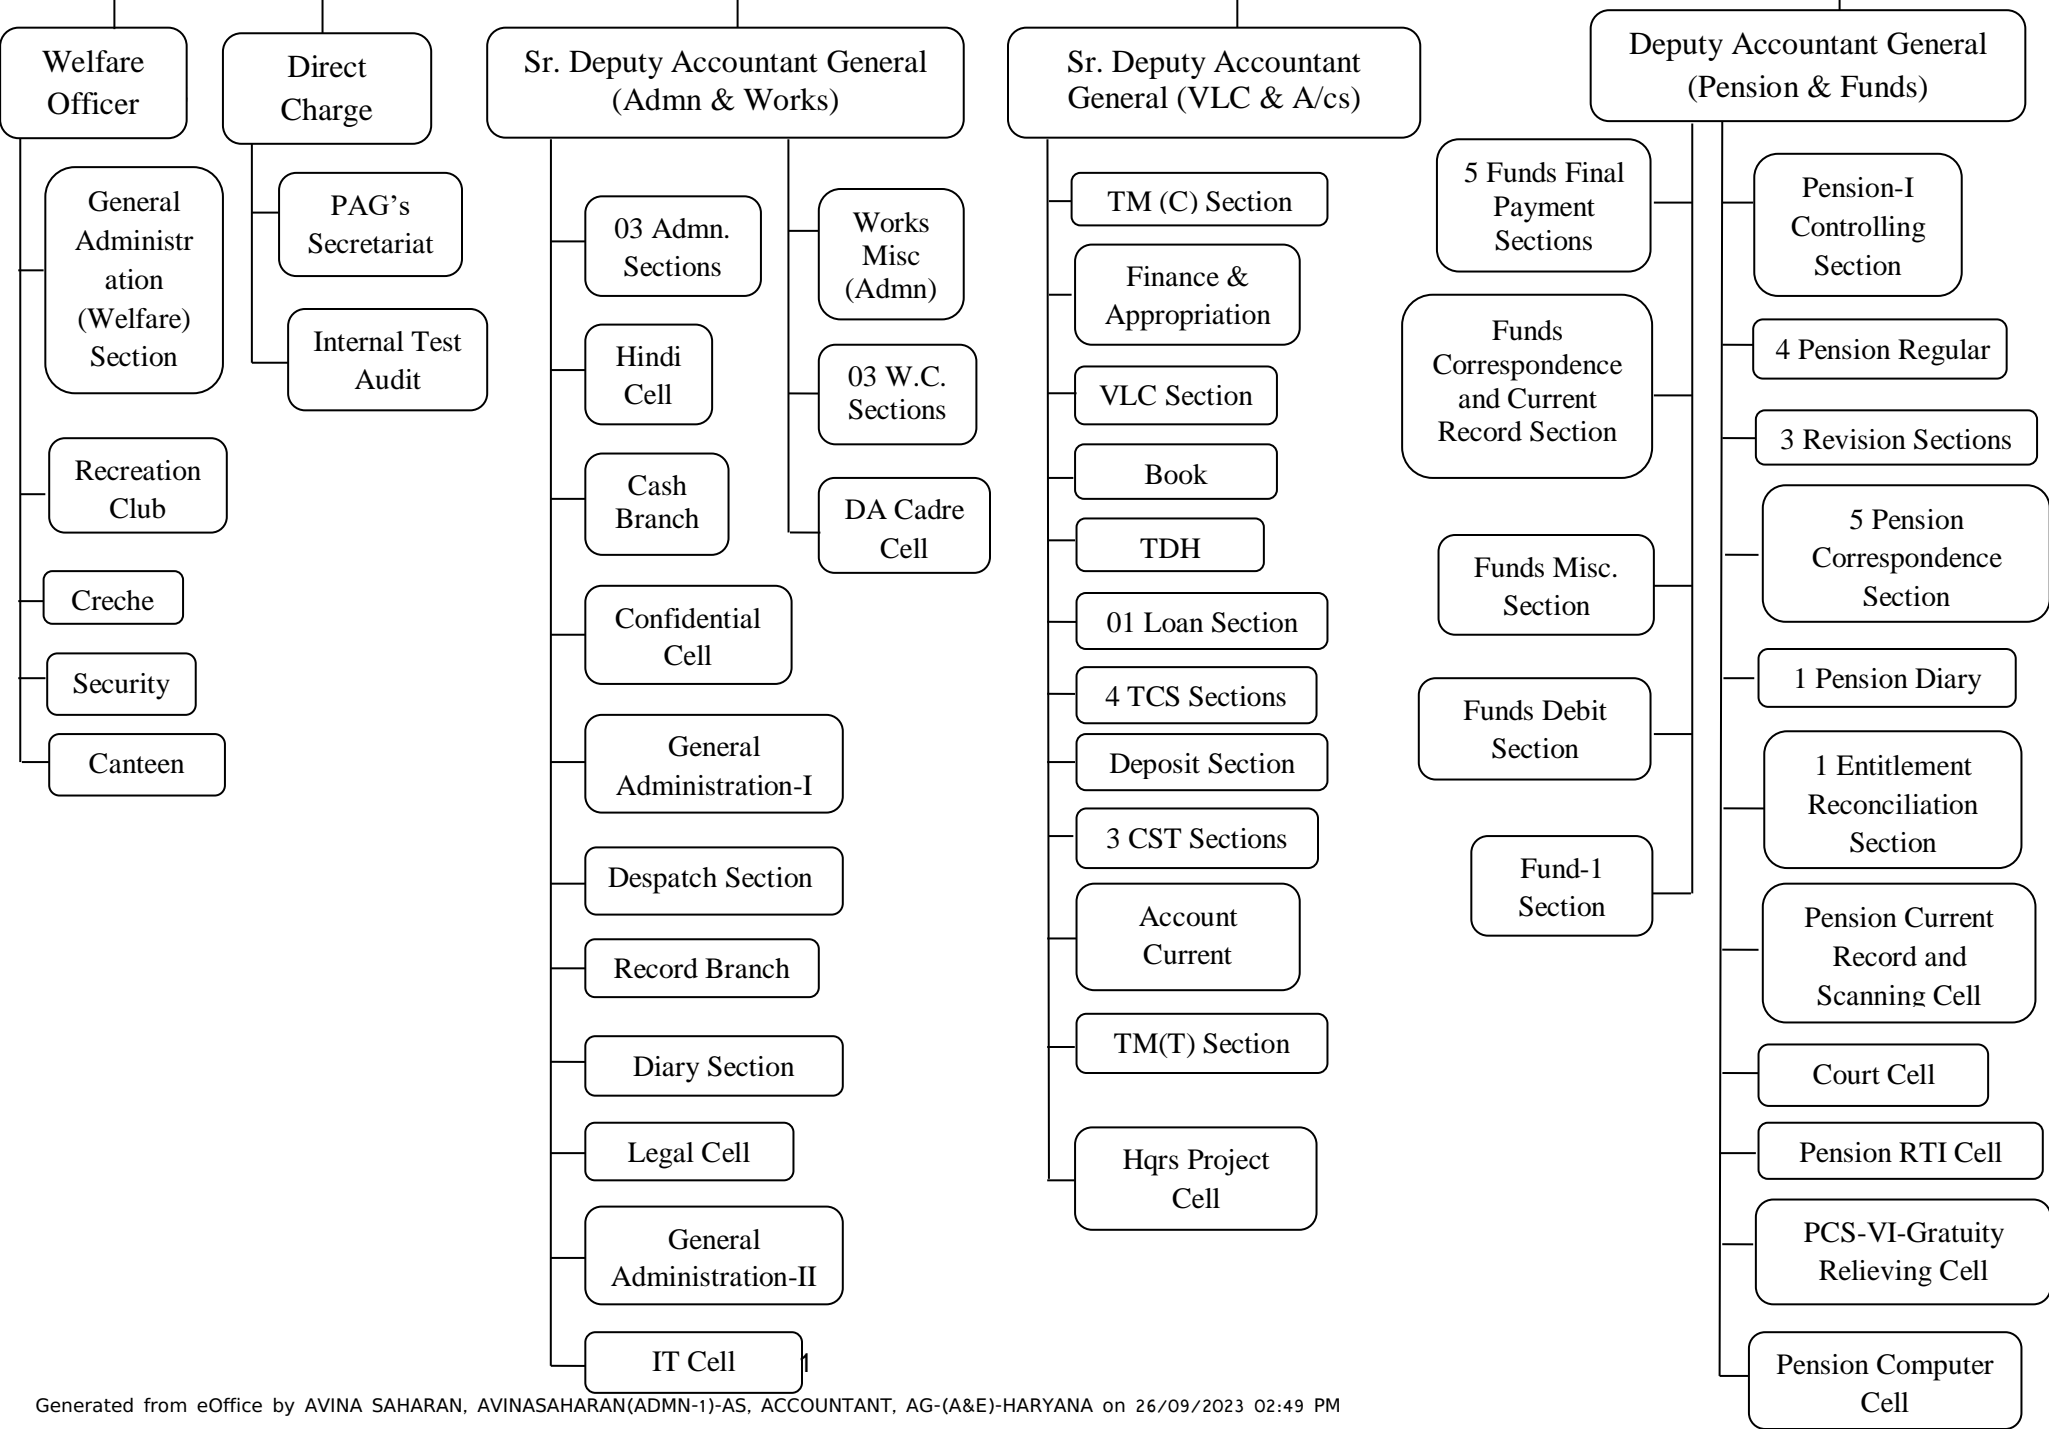 Welfare
Officer
General
Administr
ation
(Welfare)
Section
Recreation
Club
Creche
Security
Canteen
Direct
Charge
PAG’s
Secretariat
Internal Test
Audit
Sr. Deputy Accountant General
(Admn & Works)
03 Admn.
Sections
Hindi
Cell
Cash
Branch
Confidential
Cell
General
Administration-I
Despatch Section
Record Branch
Diary Section
Legal Cell
General
Administration-II
IT Cell
Works
Misc
(Admn)
03 W.C.
Sections
DA Cadre
Cell
Sr. Deputy Accountant
General (VLC & A/cs)
TM (C) Section
Finance &
Appropriation
VLC Section
Book
TDH
01 Loan Section
4 TCS Sections
Deposit Section
3 CST Sections
Account
Current
TM(T) Section
Hqrs Project
Cell
Deputy Accountant General
(Pension & Funds)
5 Funds Final
Payment
Sections
Funds
Correspondence
and Current
Record Section
Funds Misc.
Section
Funds Debit
Section
Fund-1
Section
Pension-I
Controlling
Section
4 Pension Regular
3 Revision Sections
5 Pension
Correspondence
Section
1 Pension Diary
1 Entitlement
Reconciliation
Section
Pension Current
Record and
Scanning Cell
Court Cell
Pension RTI Cell
PCS-VI-Gratuity
Relieving Cell
Pension Computer
Cell
1
Generated from eOffice by AVINA SAHARAN, AVINASAHARAN(ADMN-1)-AS, ACCOUNTANT, AG-(A&E)-HARYANA on 26/09/2023 02:49 PM